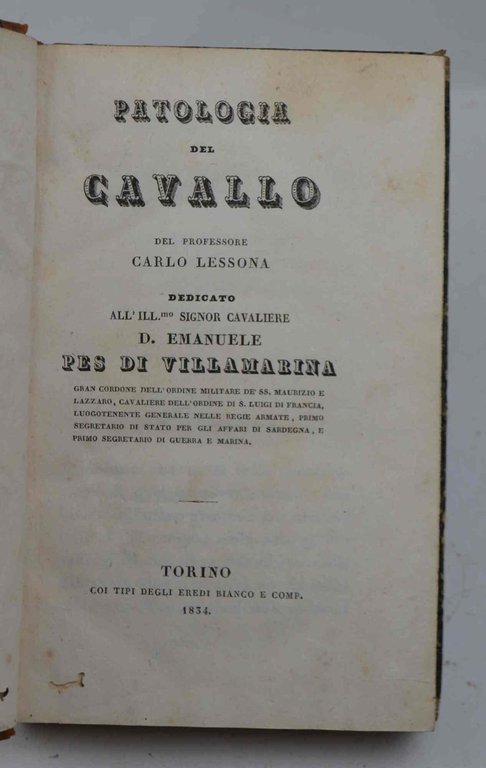 PATOLOGIA
DEL
CAVALLO
DEL PROFESSORE
CARLO LESSONA
DEDICATO
ALL' ILL.mo SIGNOR CAVALIERE
D. EMANUELE
PES DI VILLAMARINA
GRAN CORDONE DELL'ORDINE MILITARE DE' SS. MAURIZIO E
LAZZARO, CAVALIERE DELL'ORDINE DI S. LUIGI DI FRANCIA,
LUOGOTENENTE GENERALE NELLE REGIE ARMATE, PRIMO
SEGRETARIO DI STATO PER GLI AFFARI DI SARDEGNA, E
PRIMO SEGRETARIO DI GUERRA E MARINA.
TORINO
COI TIPI DEGLI EREDI BIANCO E COMP.
1834.